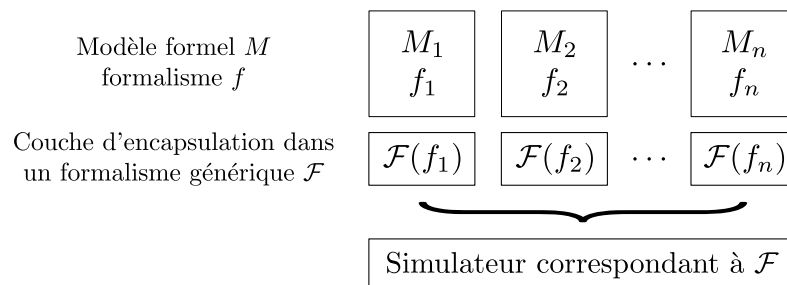 Modèle formel M
formalisme f
M₁ M₂ ⋯ Mₙ
f₁ f₂ fₙ
Couche d'encapsulation dans
un formalisme générique ℱ
ℱ(f₁) ℱ(f₂) ⋯ ℱ(fₙ)
Simulateur correspondant à ℱ